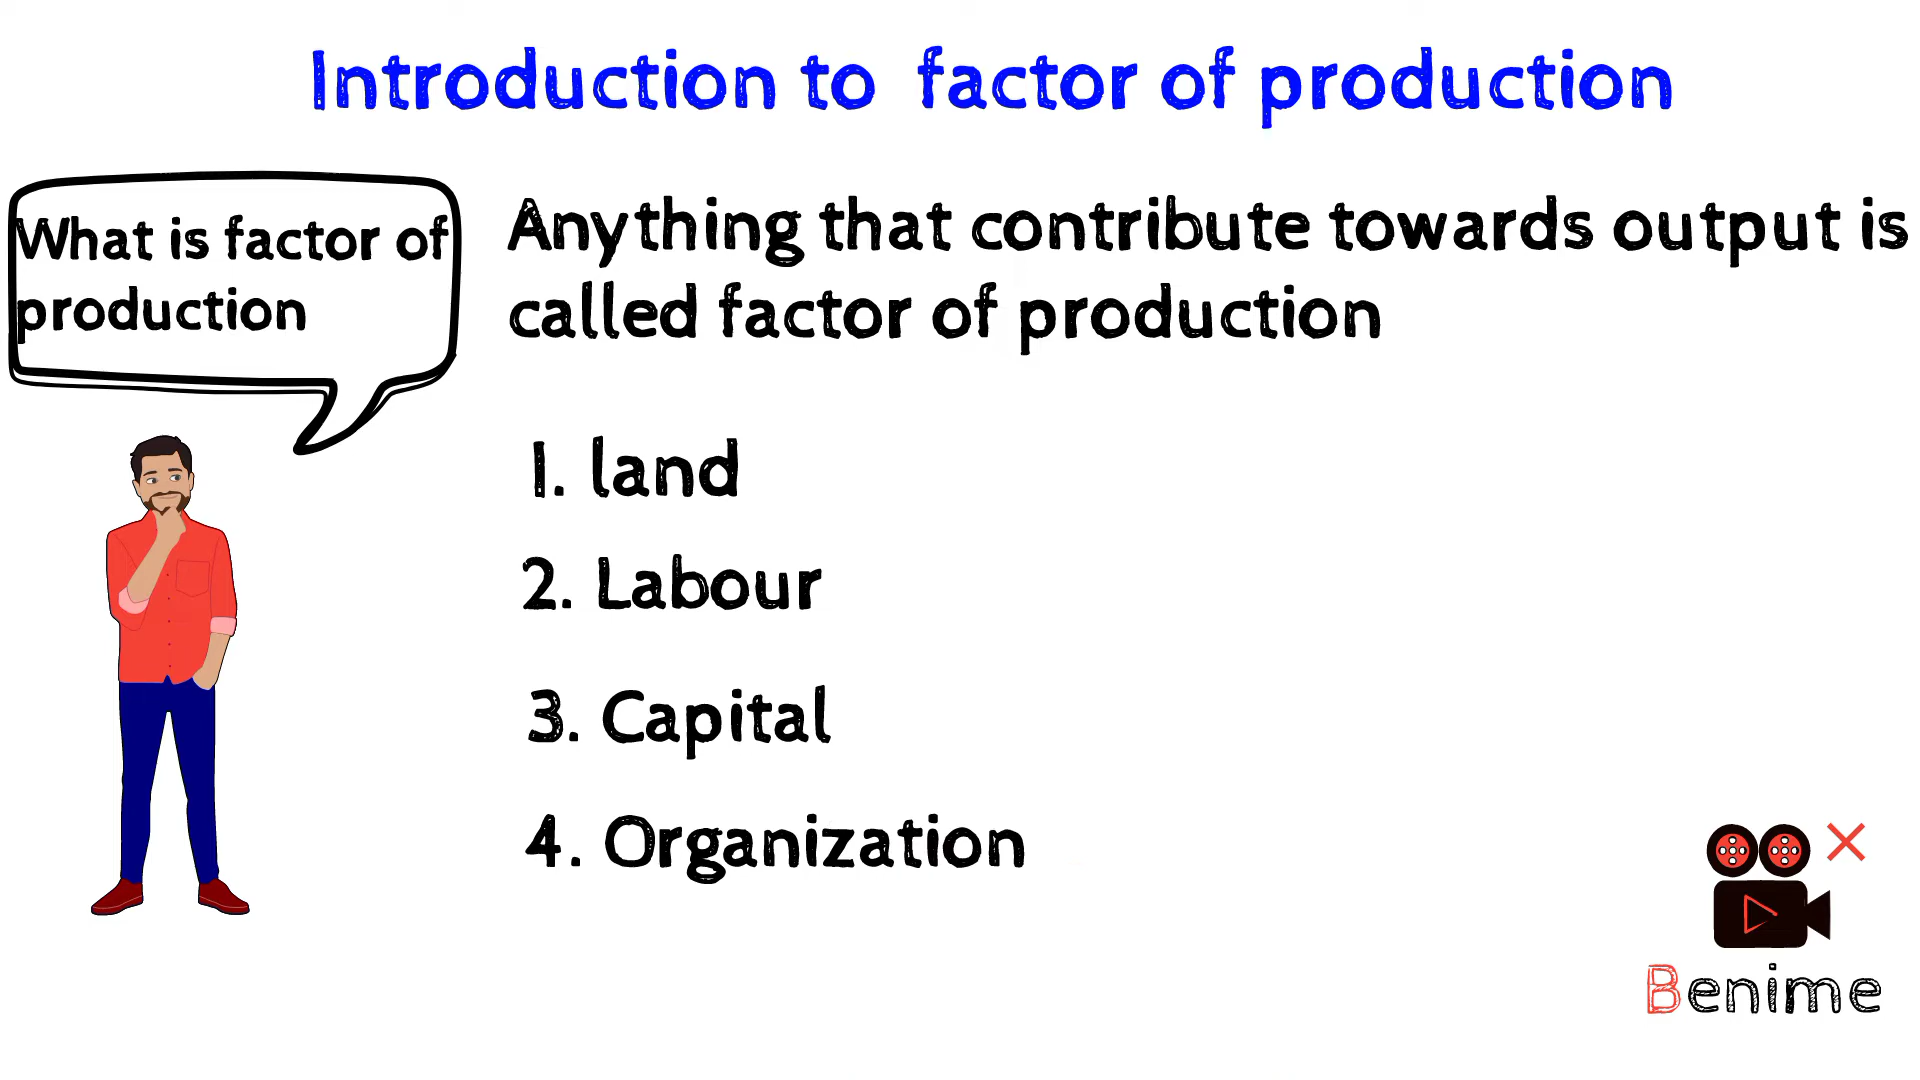 Introduction to factor of production
What is factor of
production
Anything that contribute towards output is
called factor of production
1. land
2. Labour
3. Capital
4. Organization
Benime